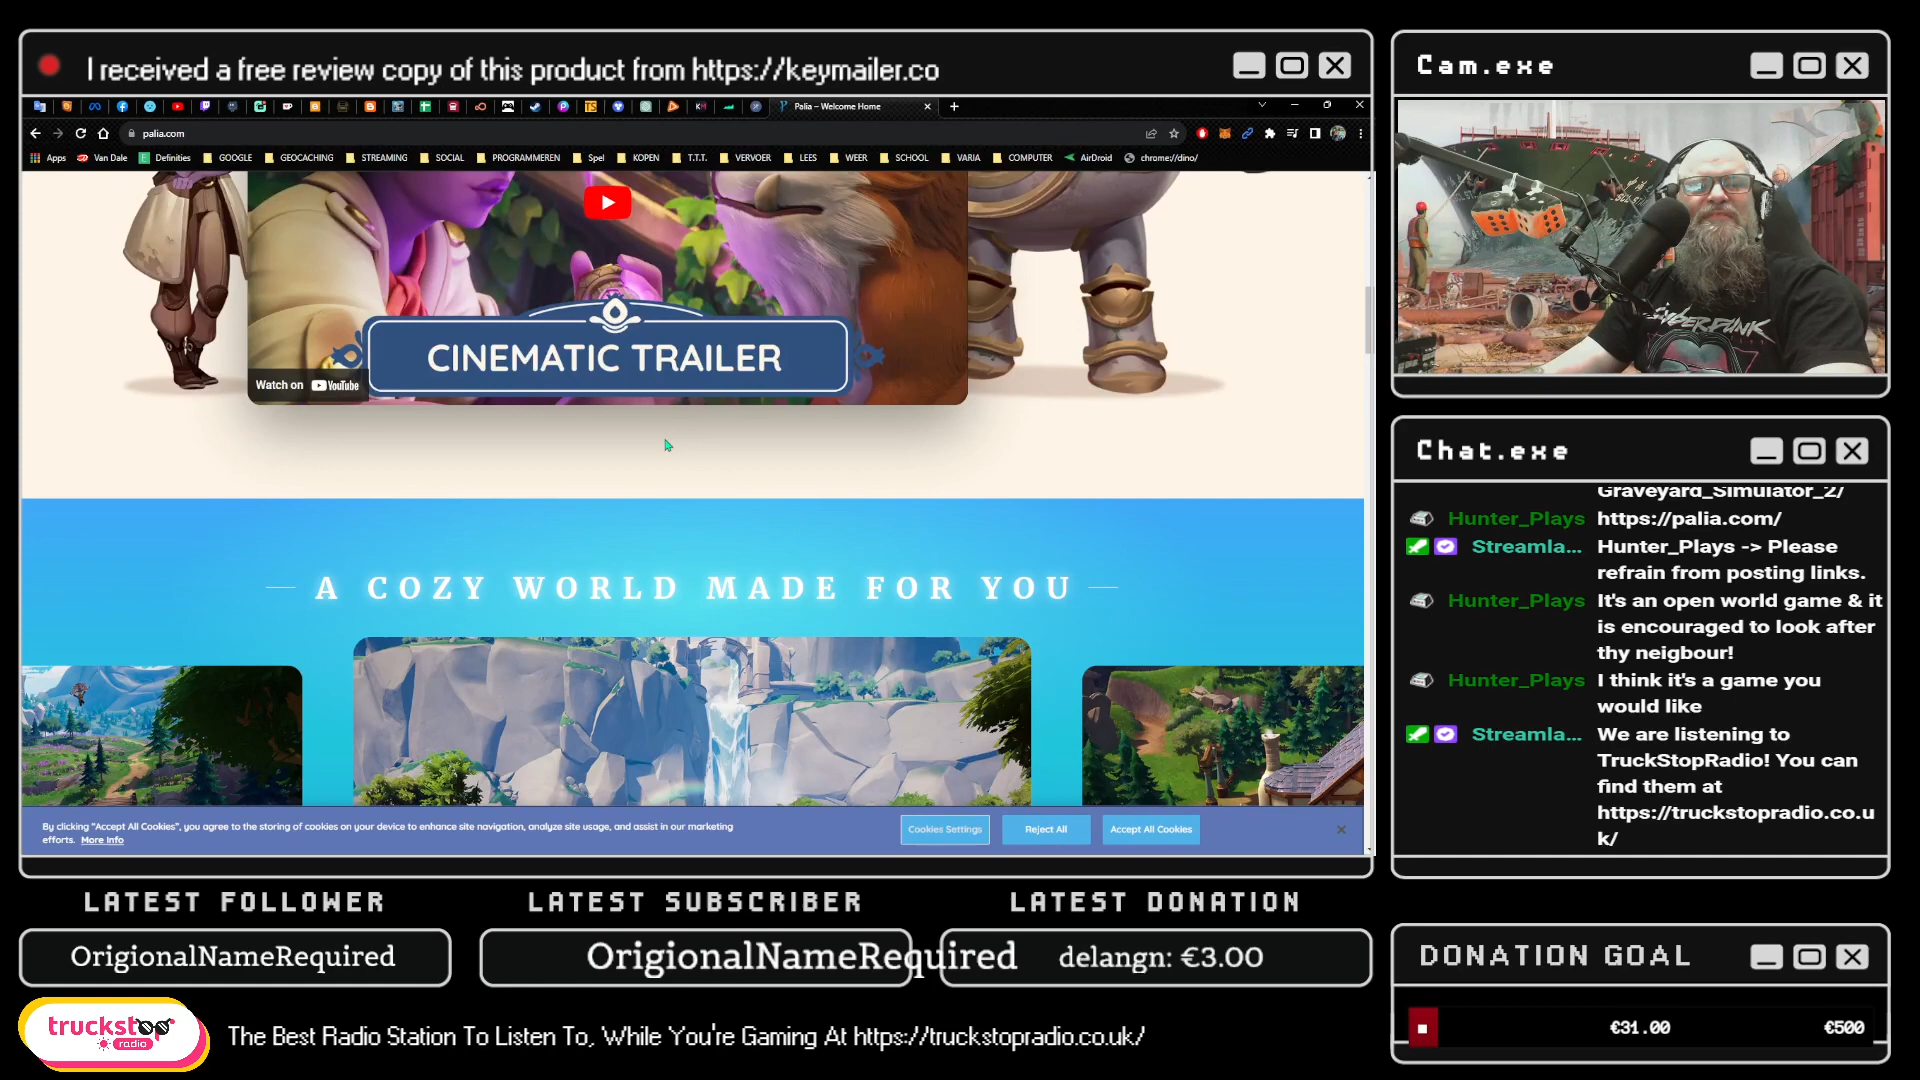 I received a free review copy of this product from https://keymailer.co
Palia – Welcome Home
palia.com
Apps Van Dale Definities GOOGLE GEOCACHING STREAMING SOCIAL PROGRAMMEREN Spel KOPEN T.T.T. VERVOER LEES WEER SCHOOL VARIA COMPUTER AirDroid chrome://dino/
CINEMATIC TRAILER
Watch on YouTube
A COZY WORLD MADE FOR YOU
By clicking “Accept All Cookies”, you agree to the storing of cookies on your device to enhance site navigation, analyze site usage, and assist in our marketing
efforts. More Info
Cookies Settings
Reject All
Accept All Cookies
Cam.exe
CYBERPUNK
Chat.exe
Graveyard_Simulator_2/
Hunter_Plays https://palia.com/
Streamla... Hunter_Plays -> Please
refrain from posting links.
Hunter_Plays It's an open world game & it
is encouraged to look after
thy neigbour!
Hunter_Plays I think it's a game you
would like
Streamla... We are listening to
TruckStopRadio! You can
find them at
https://truckstopradio.co.u
k/
LATEST FOLLOWER
OrigionalNameRequired
LATEST SUBSCRIBER
OrigionalNameRequired
LATEST DONATION
delangn: €3.00
DONATION GOAL
€31.00 €500
truckstop
radio
The Best Radio Station To Listen To, While You're Gaming At https://truckstopradio.co.uk/